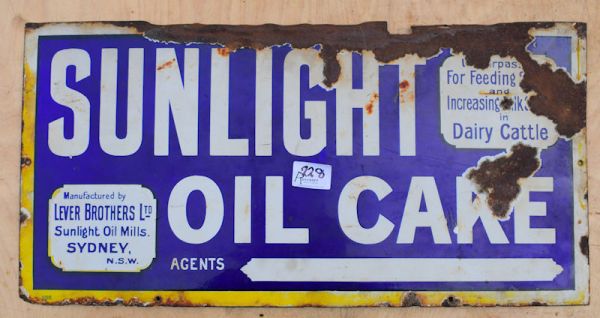 SUNLIGHT
For Feeding
and
Increasing
in
Dairy Cattle
OIL CAKE
Manufactured by
LEVER BROTHERS LTD
Sunlight Oil Mills.
SYDNEY,
N.S.W.
AGENTS
228